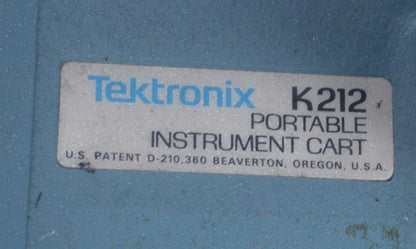 Tektronix K212
PORTABLE
INSTRUMENT CART
U.S. PATENT D-210,360 BEAVERTON, OREGON, U.S.A.